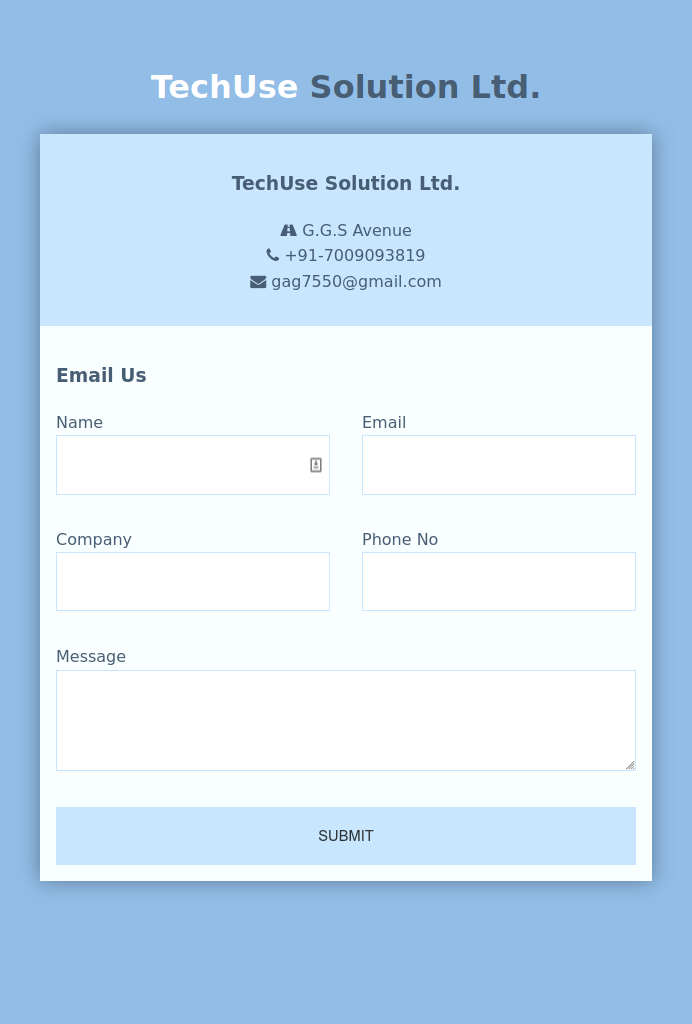 TechUse Solution Ltd.
TechUse Solution Ltd.
G.G.S Avenue
+91-7009093819
gag7550@gmail.com
Email Us
Name
Email
Company
Phone No
Message
SUBMIT